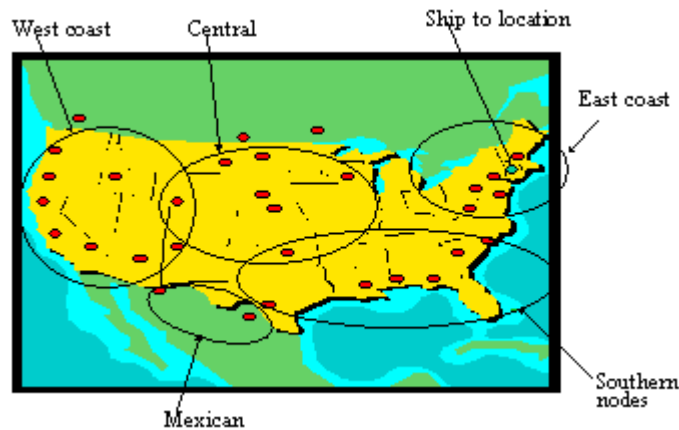 West coast
Central
Ship to location
East coast
Southern
nodes
Mexican